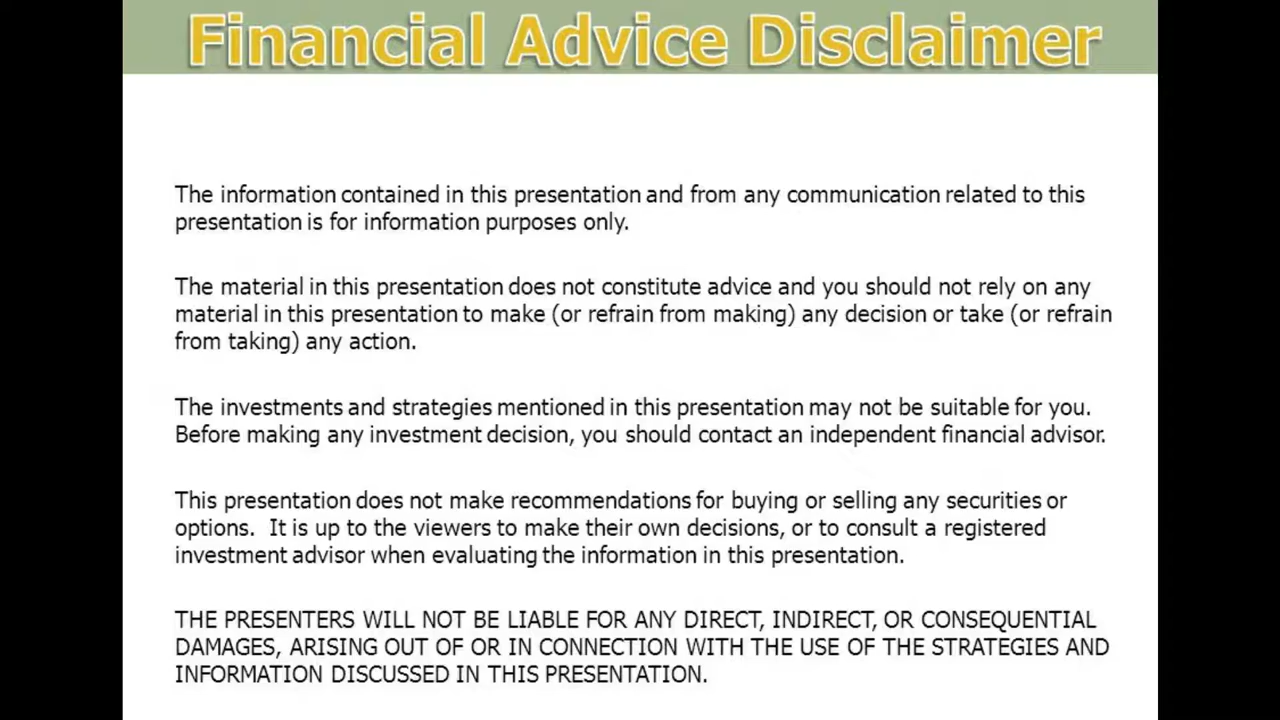 Financial Advice Disclaimer
The information contained in this presentation and from any communication related to this
presentation is for information purposes only.
The material in this presentation does not constitute advice and you should not rely on any
material in this presentation to make (or refrain from making) any decision or take (or refrain
from taking) any action.
The investments and strategies mentioned in this presentation may not be suitable for you.
Before making any investment decision, you should contact an independent financial advisor.
This presentation does not make recommendations for buying or selling any securities or
options.  It is up to the viewers to make their own decisions, or to consult a registered
investment advisor when evaluating the information in this presentation.
THE PRESENTERS WILL NOT BE LIABLE FOR ANY DIRECT, INDIRECT, OR CONSEQUENTIAL
DAMAGES, ARISING OUT OF OR IN CONNECTION WITH THE USE OF THE STRATEGIES AND
INFORMATION DISCUSSED IN THIS PRESENTATION.